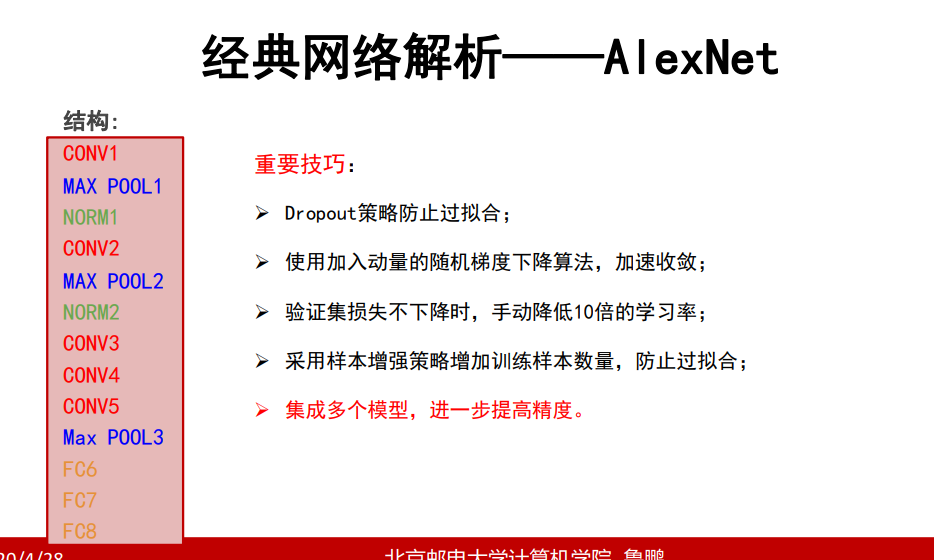 经典网络解析——AlexNet
结构:
CONV1
MAX POOL1
NORM1
CONV2
MAX POOL2
NORM2
CONV3
CONV4
CONV5
Max POOL3
FC6
FC7
FC8
重要技巧:
➢ Dropout策略防止过拟合;
➢ 使用加入动量的随机梯度下降算法,加速收敛;
➢ 验证集损失不下降时,手动降低10倍的学习率;
➢ 采用样本增强策略增加训练样本数量,防止过拟合;
➢ 集成多个模型,进一步提高精度。
20/4/28
北京邮电大学计算机学院 鲁鹏